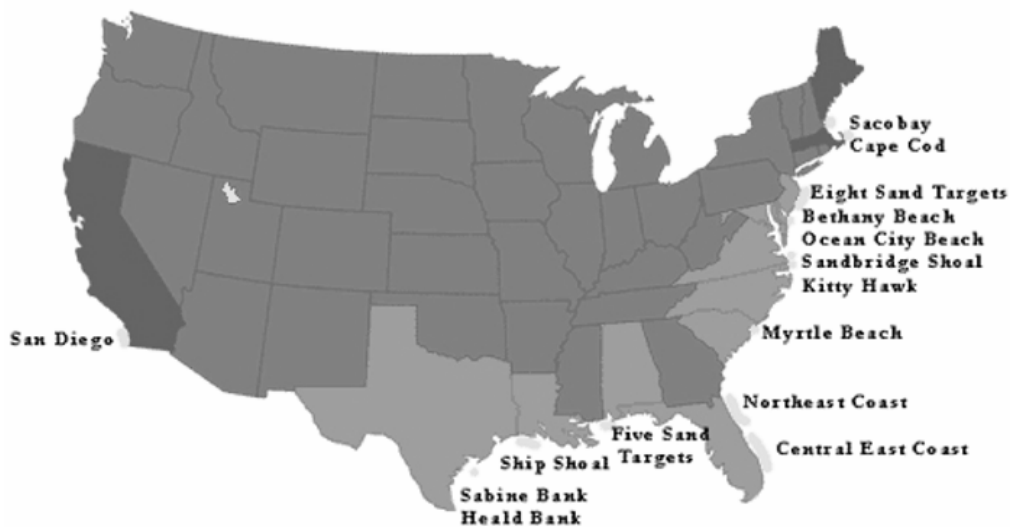 Sacobay
Cape Cod
Eight Sand Targets
Bethany Beach
Ocean City Beach
Sandbridge Shoal
Kitty Hawk
San Diego
Myrtle Beach
Northeast Coast
Five Sand
Targets
Central East Coast
Ship Shoal
Sabine Bank
Heald Bank